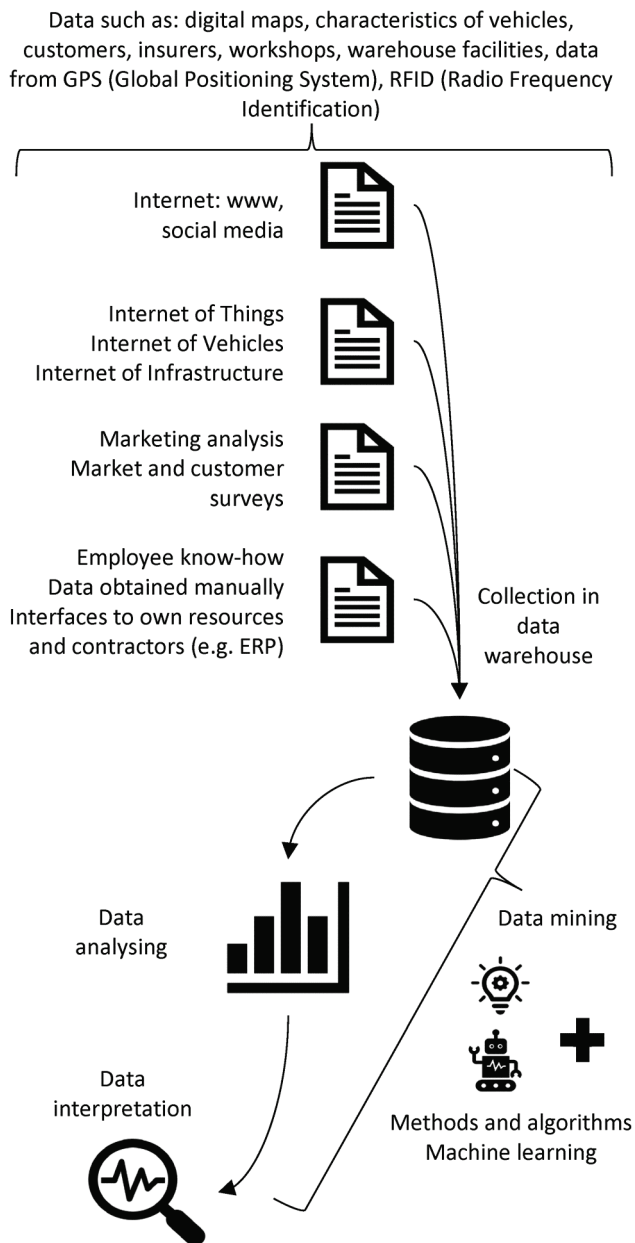 Data such as: digital maps, characteristics of vehicles,
customers, insurers, workshops, warehouse facilities, data
from GPS (Global Positioning System), RFID (Radio Frequency
Identification)
Internet: www,
social media
Internet of Things
Internet of Vehicles
Internet of Infrastructure
Marketing analysis
Market and customer
surveys
Employee know-how
Data obtained manually
Interfaces to own resources
and contractors (e.g. ERP)
Collection in
data
warehouse
Data
analysing
Data mining
Data
interpretation
Methods and algorithms
Machine learning